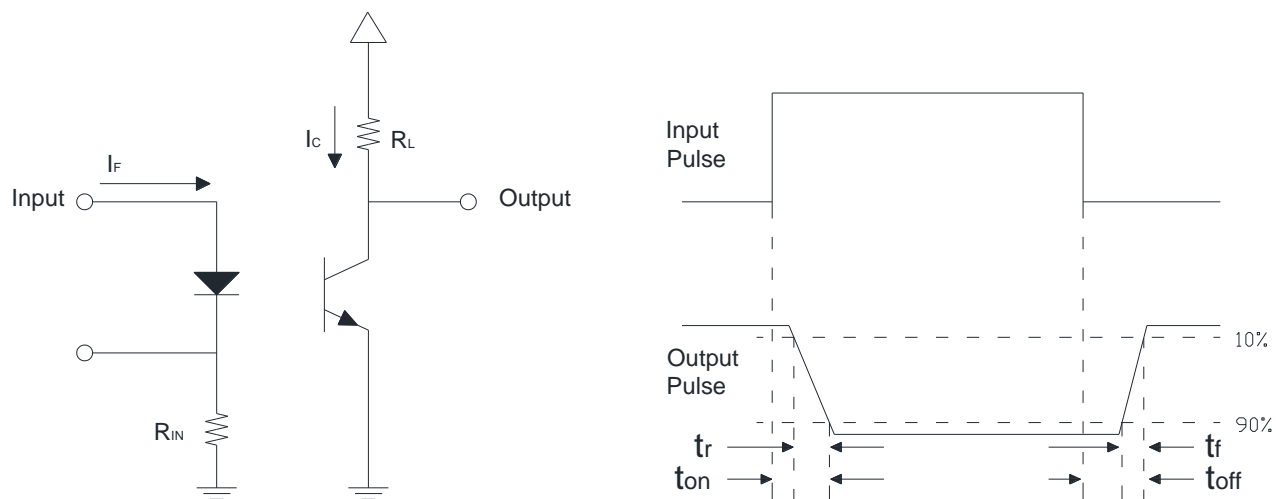 IC
RL
IF
Input
Output
RIN
Input
Pulse
Output
Pulse
10%
90%
tr
tf
ton
toff